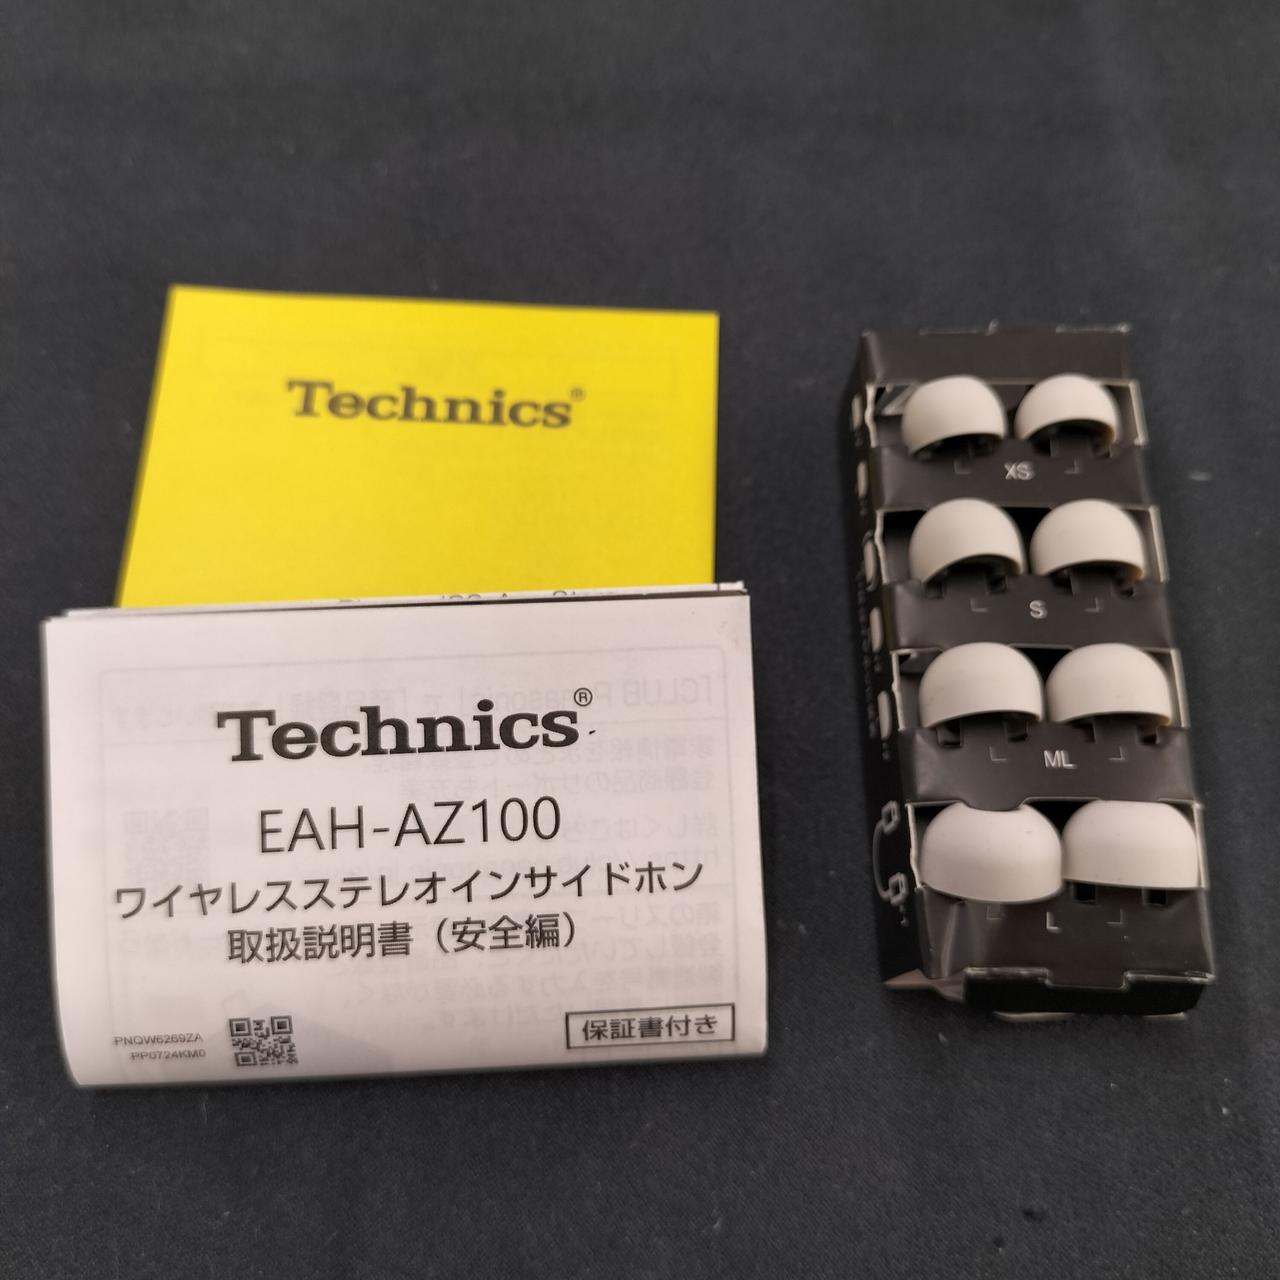 Technics®
Technics®
EAH-AZ100
ワイヤレスステレオインサイドホン
取扱説明書（安全編）
保証書付き
PNQW6269ZA
PP0724KM0
XS
S
ML
L